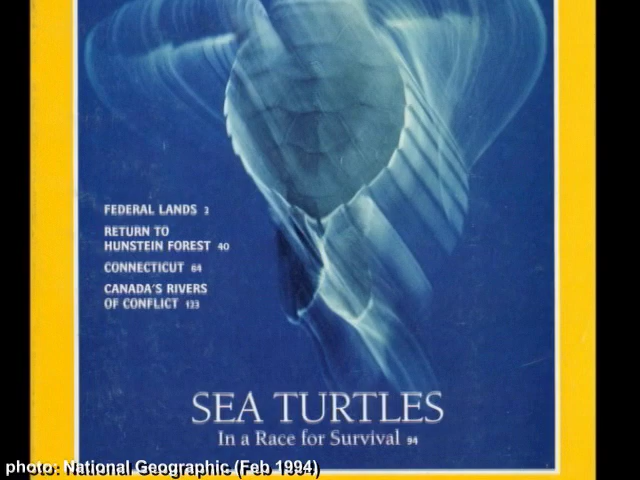 FEDERAL LANDS 2
RETURN TO
HUNSTEIN FOREST 40
CONNECTICUT 64
CANADA'S RIVERS
OF CONFLICT 123
SEA TURTLES
In a Race for Survival 94
photo: National Geographic (Feb 1994)